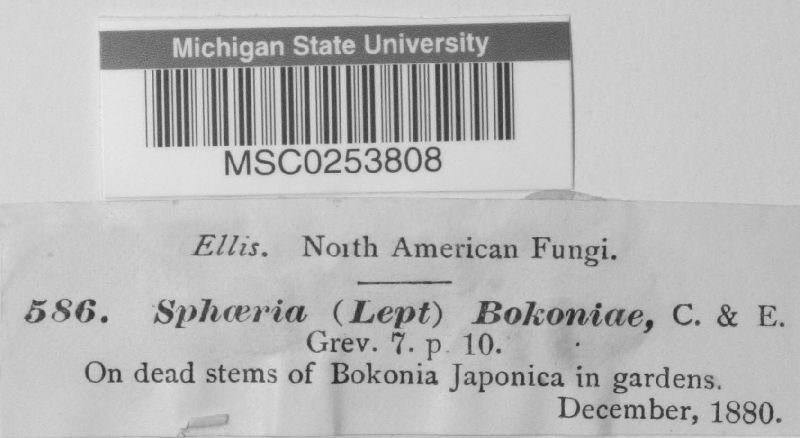 Michigan State University
MSC0253808
Ellis. North American Fungi.
586. Sphæria (Lept) Bokoniae, C. & E.
Grev. 7. p. 10.
On dead stems of Bokonia Japonica in gardens.
December, 1880.